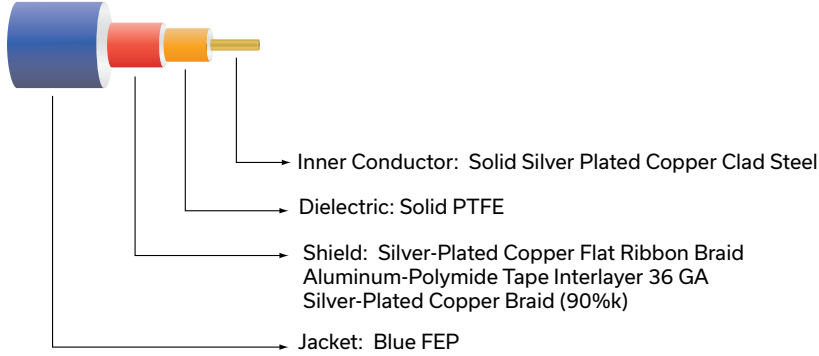 Inner Conductor: Solid Silver Plated Copper Clad Steel
Dielectric: Solid PTFE
Shield: Silver-Plated Copper Flat Ribbon Braid
Aluminum-Polymide Tape Interlayer 36 GA
Silver-Plated Copper Braid (90%k)
Jacket: Blue FEP